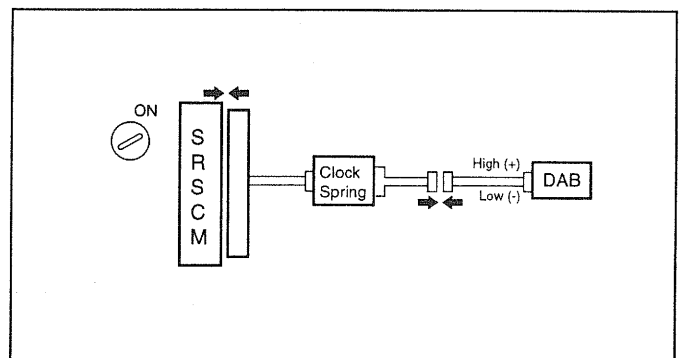 ON
S
R
S
C
M
Clock
Spring
High (+)
Low (-)
DAB